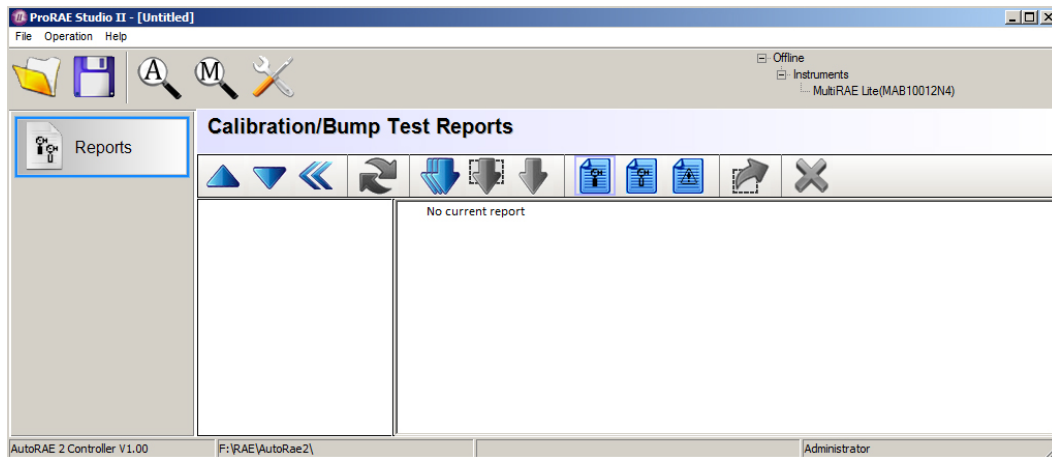 ProRAE Studio II - [Untitled]
File Operation Help
A
M
Offline
Instruments
MultiRAE Lite(MAB10012N4)
Reports
Calibration/Bump Test Reports
No current report
AutoRAE 2 Controller V1.00
F:\RAE\AutoRae2\
Administrator